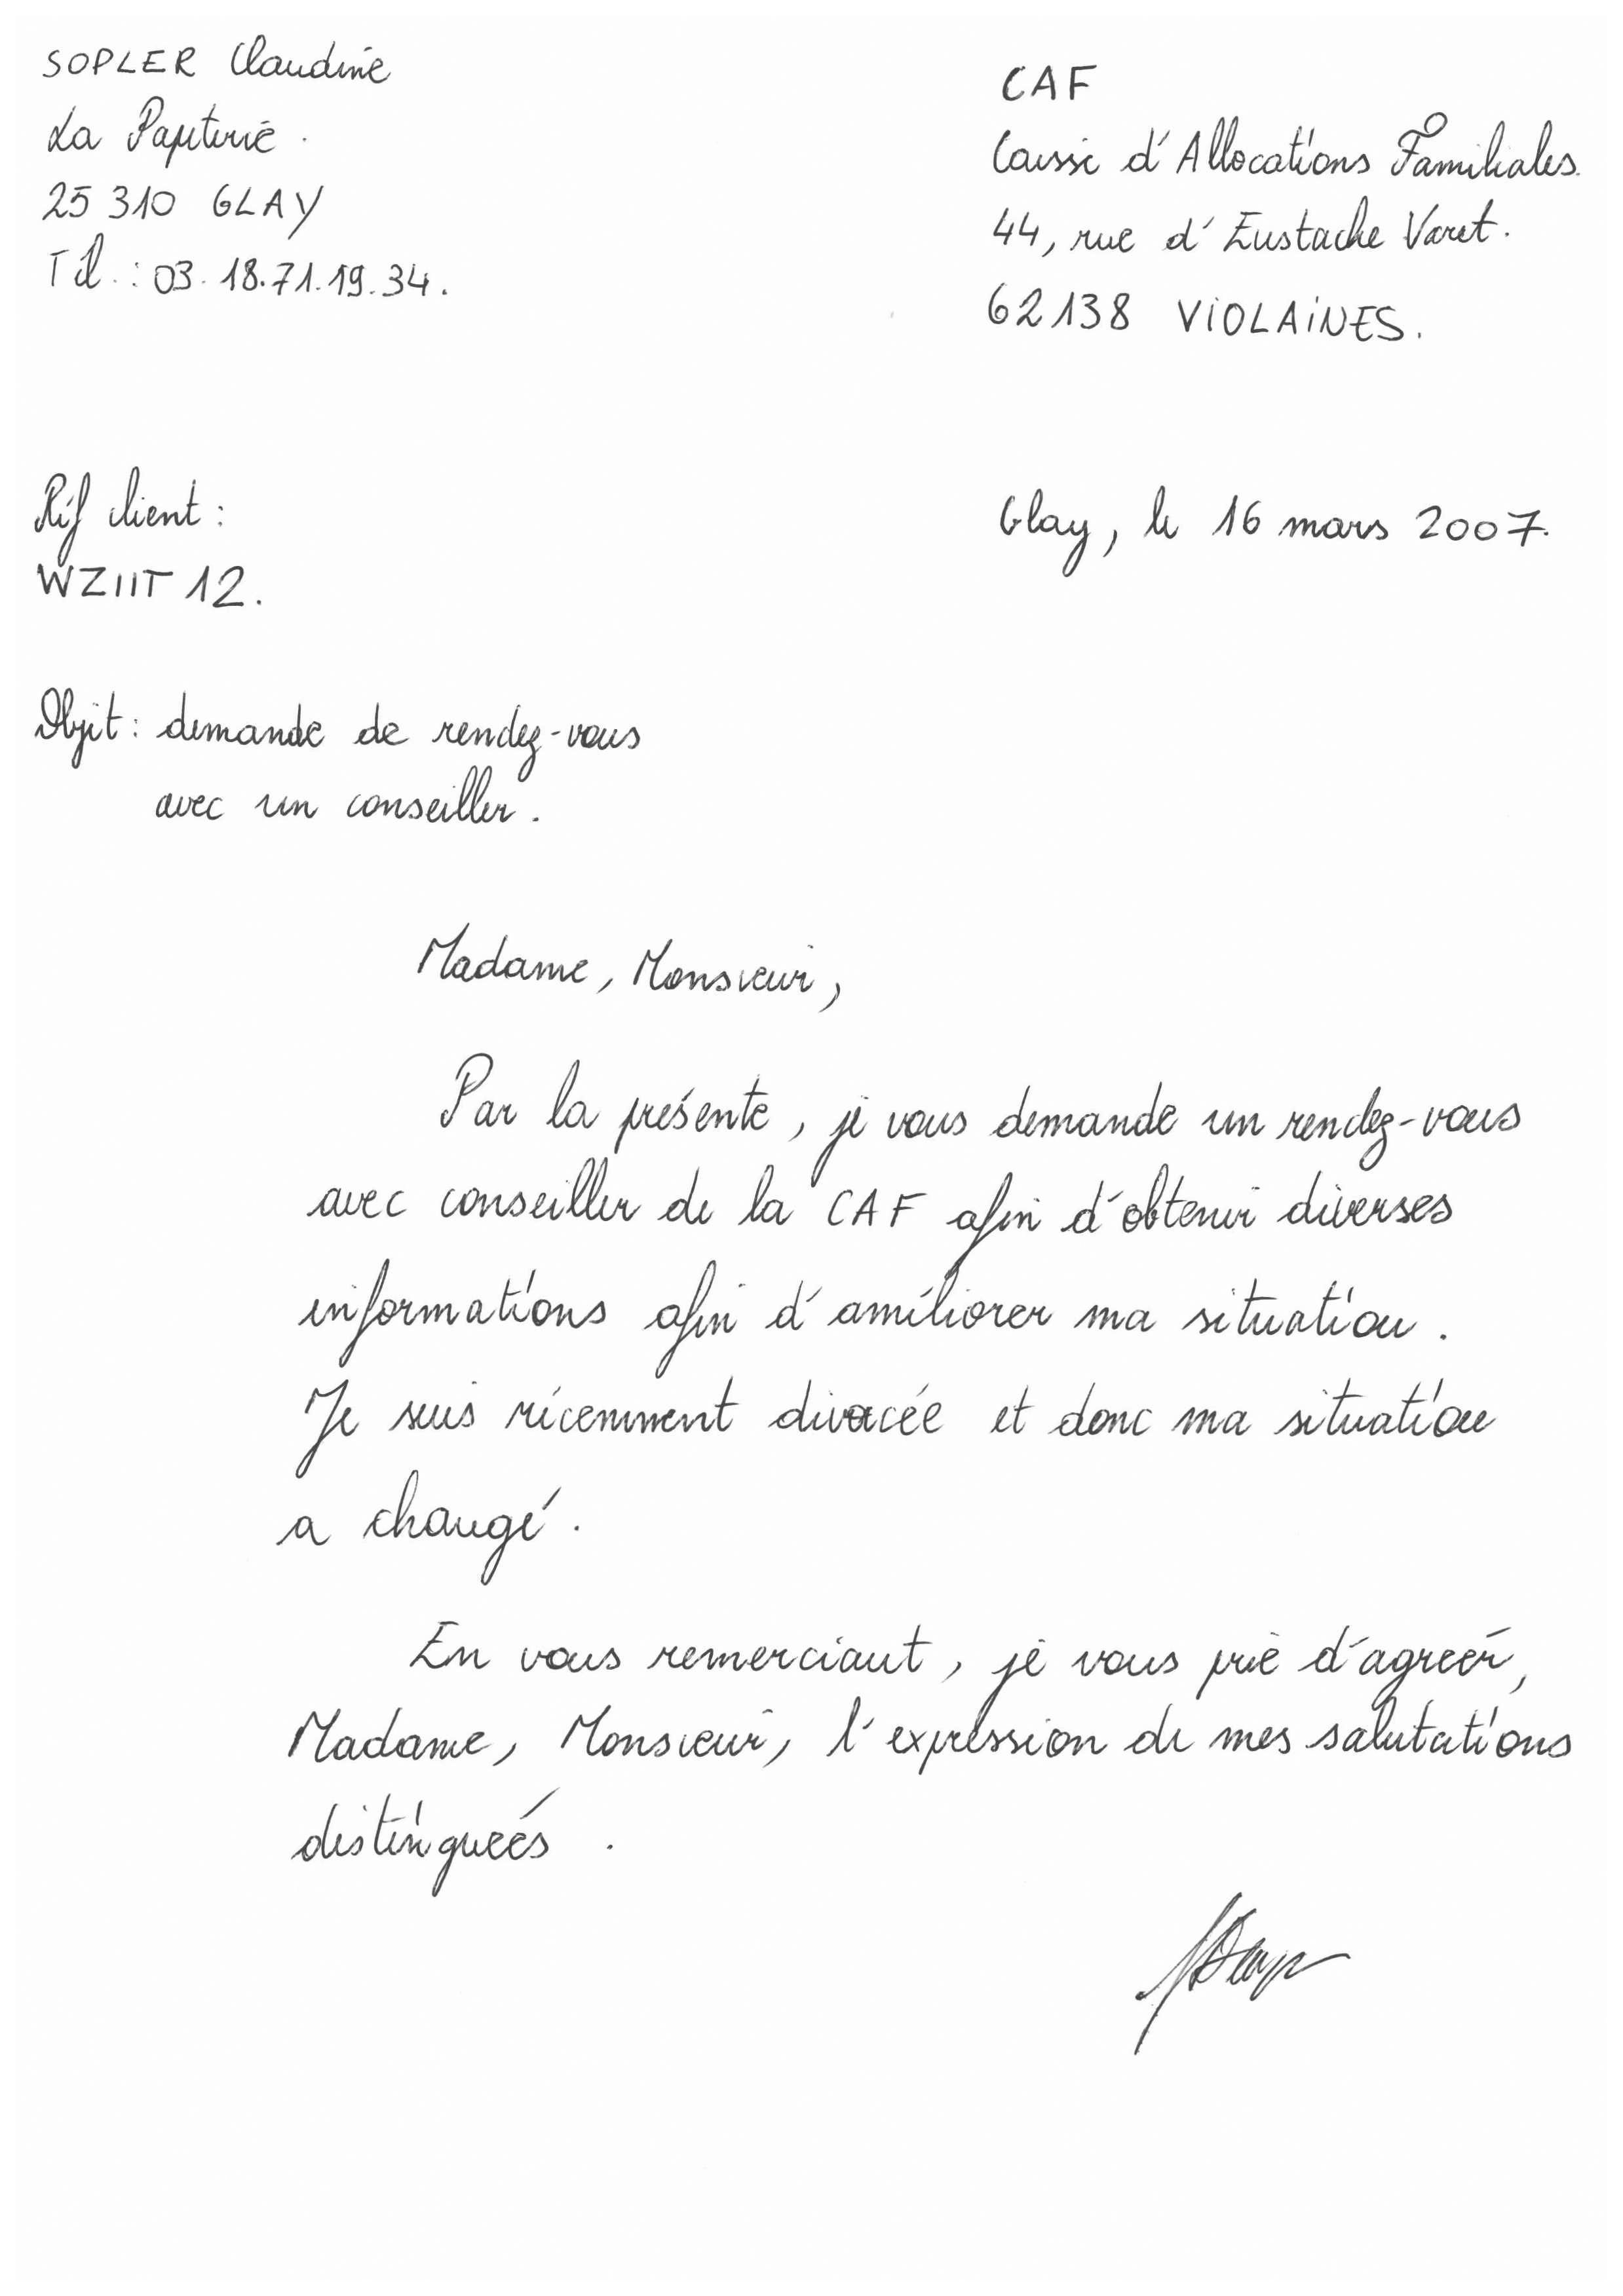 SOPLER Claudine
La Papeterie.
25 310 GLAY
Tél.: 03.18.71.19.34.
CAF
Caisse d'Allocations Familiales.
44, rue d'Eustache Varet.
62138 VIOLAINES.
Réf client:
WZIIT 12.
Glay, le 16 mars 2007.
Objet: demande de rendez-vous
avec un conseiller.
Madame, Monsieur,
Par la présente, je vous demande un rendez-vous
avec conseiller de la CAF afin d'obtenir diverses
informations afin d'améliorer ma situation.
Je suis récemment divorcée et donc ma situation
a changé.
En vous remerciant, je vous prie d'agréer,
Madame, Monsieur, l'expression de mes salutations
distinguées.